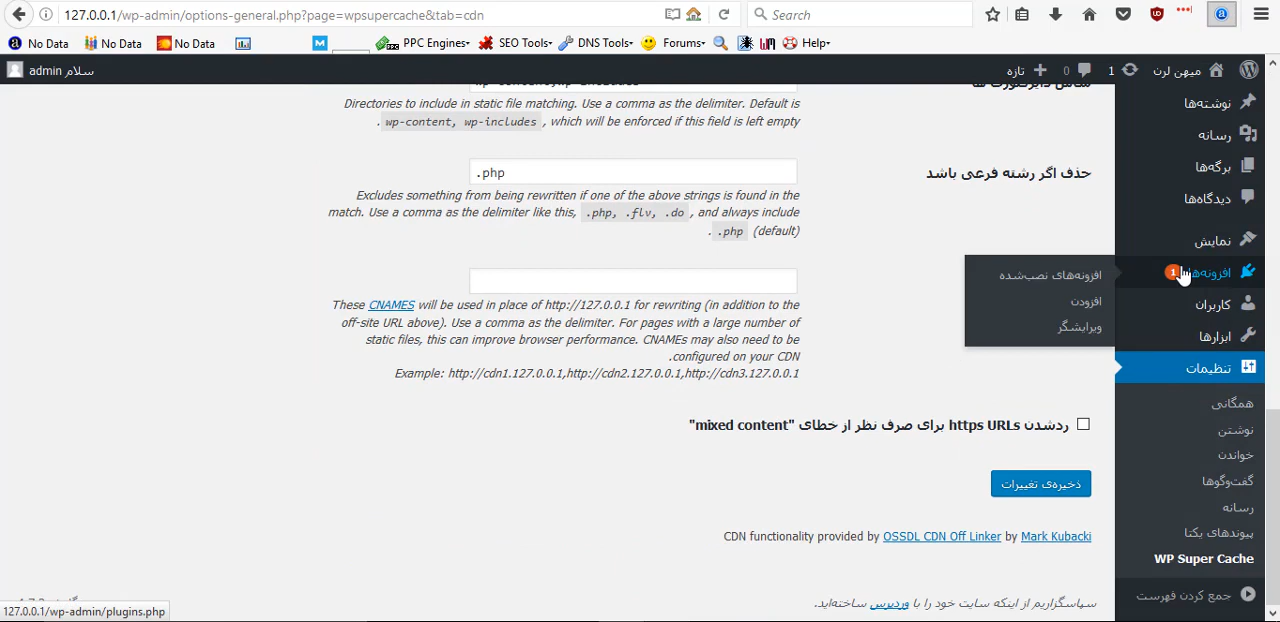 127.0.0.1/wp-admin/options-general.php?page=wpsupercache&tab=cdn
Search
No Data
No Data
No Data
PPC Engines
SEO Tools
DNS Tools
Forums
Help
میهن لرن
1
0
تازه
سلام admin
نوشته‌ها
رسانه
برگه‌ها
دیدگاه‌ها
نمایش
افزونه‌ها 1
کاربران
ابزارها
تنظیمات
همگانی
نوشتن
خواندن
گفت‌وگوها
رسانه
پیوندهای یکتا
WP Super Cache
جمع کردن فهرست
افزونه‌های نصب‌شده
افزودن
ویرایشگر
Directories to include in static file matching. Use a comma as the delimiter. Default is
. wp-content, wp-includes , which will be enforced if this field is left empty
حذف اگر رشته فرعی باشد
.php
Excludes something from being rewritten if one of the above strings is found in the
match. Use a comma as the delimiter like this, .php, .flv, .do , and always include
. .php (default)
These CNAMES will be used in place of http://127.0.0.1 for rewriting (in addition to the
off-site URL above). Use a comma as the delimiter. For pages with a large number of
static files, this can improve browser performance. CNAMEs may also need to be
.configured on your CDN
Example: http://cdn1.127.0.0.1,http://cdn2.127.0.0.1,http://cdn3.127.0.0.1
ردشدن https URLs برای صرف نظر از خطای "mixed content"
ذخیره‌ی تغییرات
CDN functionality provided by OSSDL CDN Off Linker by Mark Kubacki
سپاسگزاریم از اینکه سایت خود را با وردپرس ساخته‌اید.
127.0.0.1/wp-admin/plugins.php